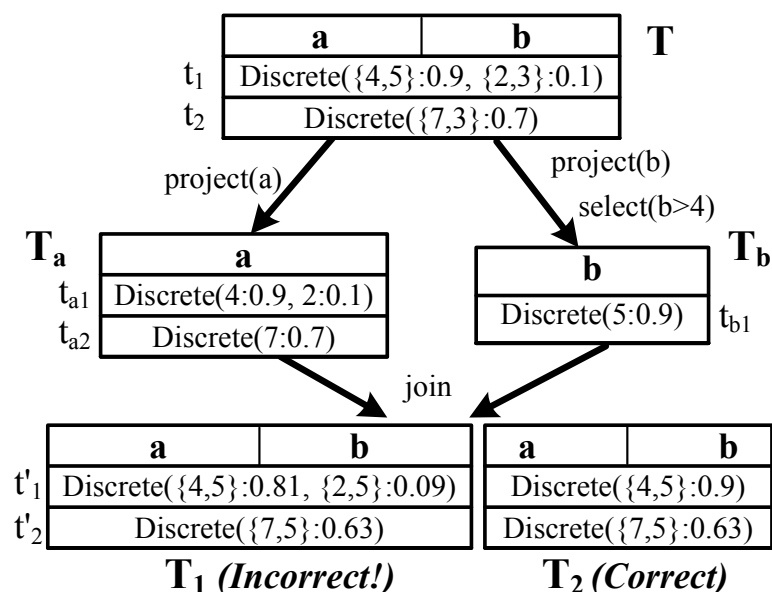 a b T
t1 Discrete({4,5}:0.9, {2,3}:0.1)
t2 Discrete({7,3}:0.7)
project(a) project(b)
select(b>4)
Ta a b Tb
ta1 Discrete(4:0.9, 2:0.1) Discrete(5:0.9) tb1
ta2 Discrete(7:0.7)
join
a b a b
t'1 Discrete({4,5}:0.81, {2,5}:0.09) Discrete({4,5}:0.9)
t'2 Discrete({7,5}:0.63) Discrete({7,5}:0.63)
T1 (Incorrect!) T2 (Correct)